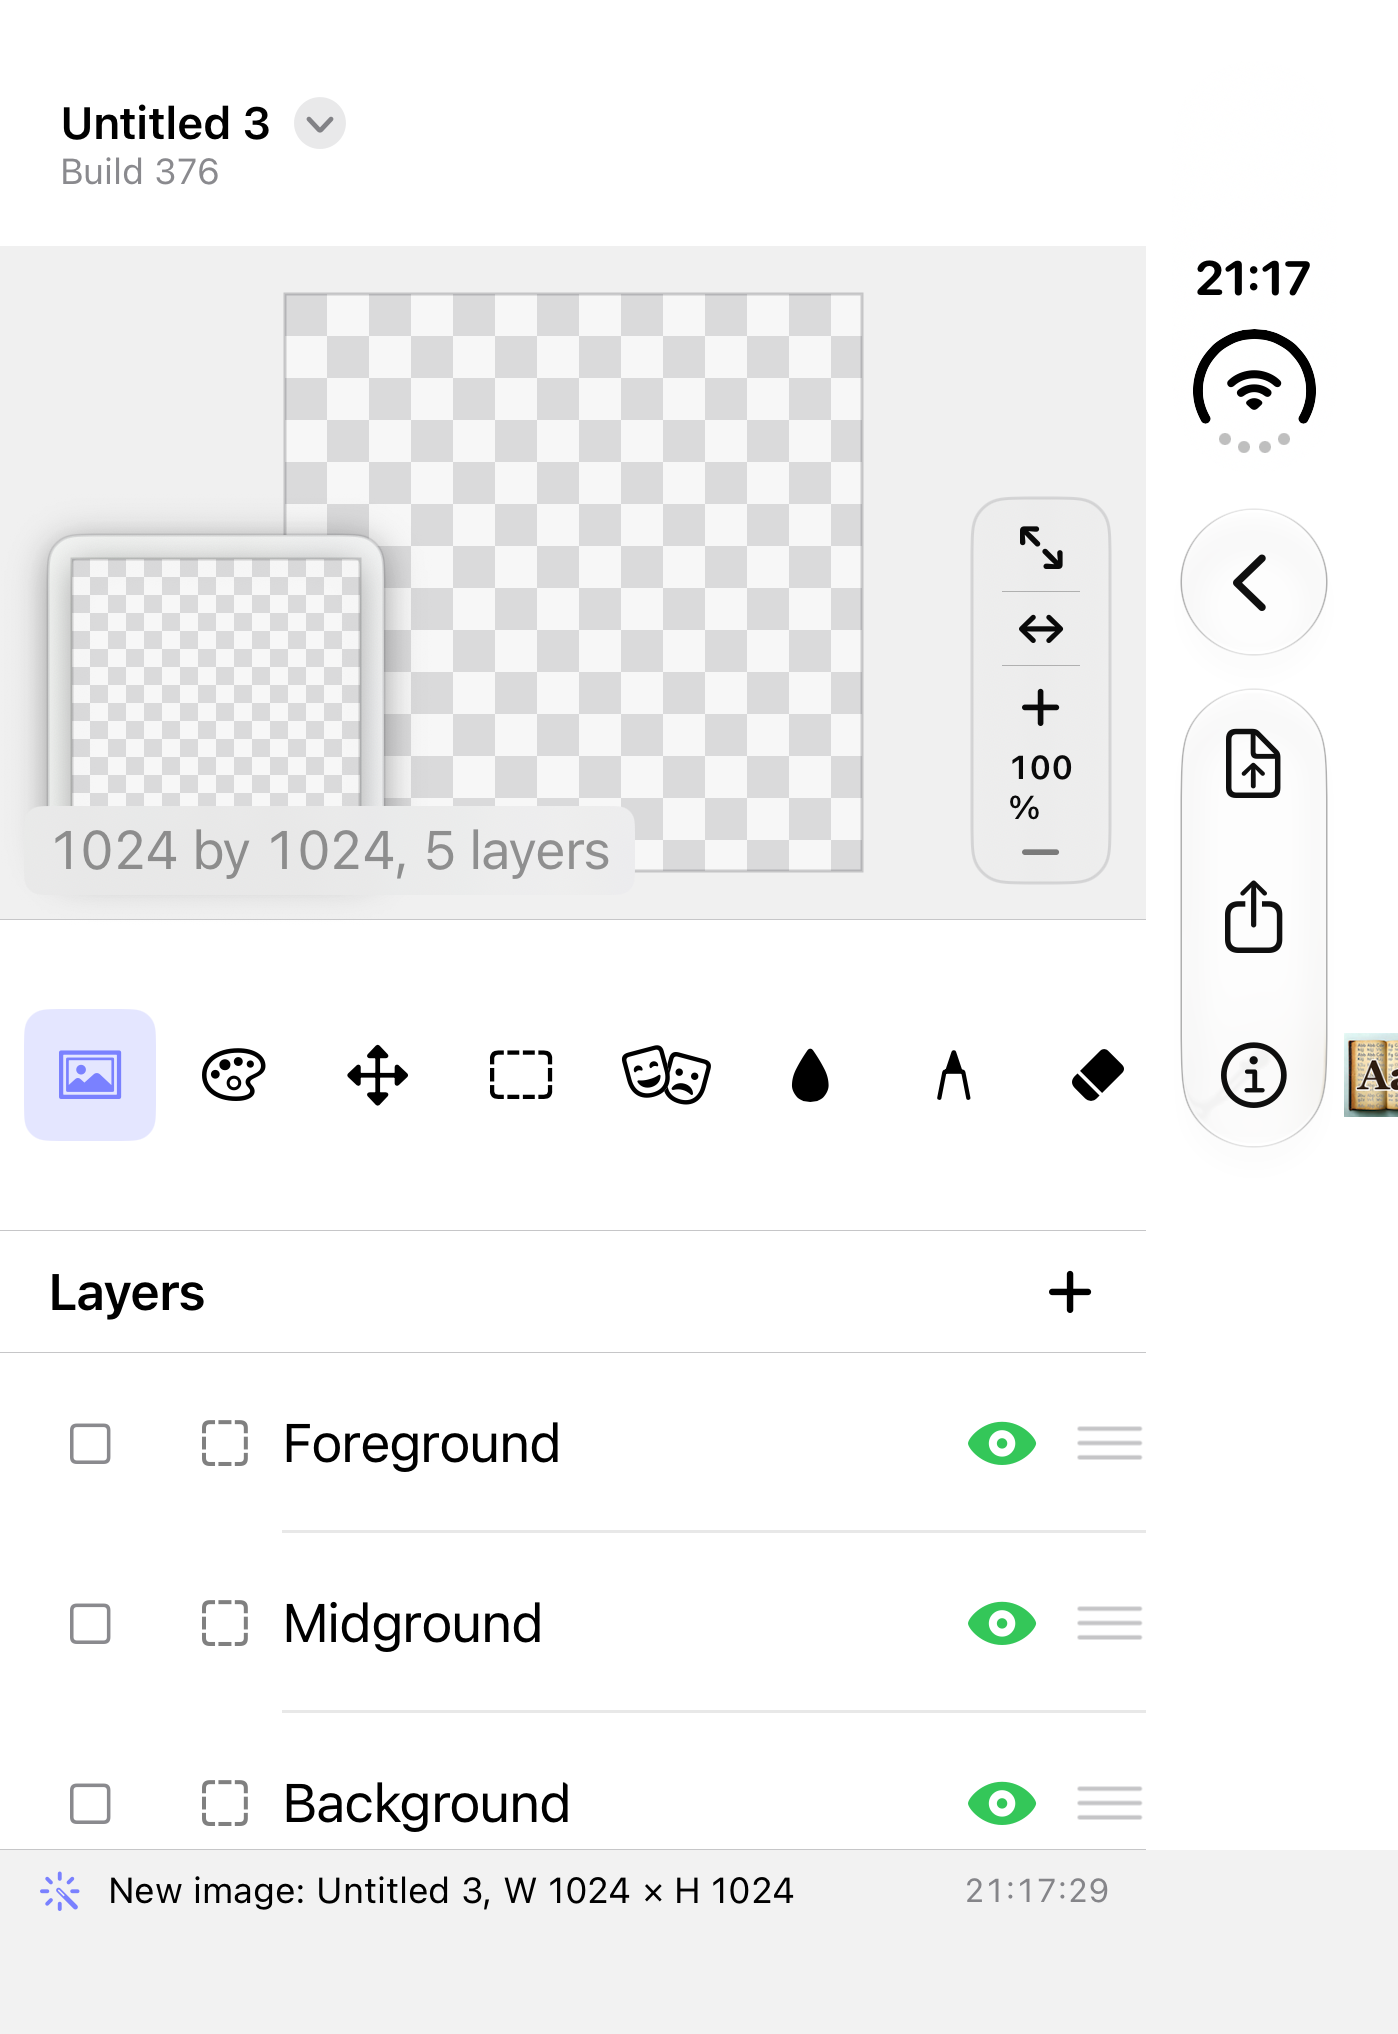 Untitled 3
Build 376
21:17
100
%
1024 by 1024, 5 layers
Layers
Foreground
Midground
Background
New image: Untitled 3, W 1024 × H 1024
21:17:29